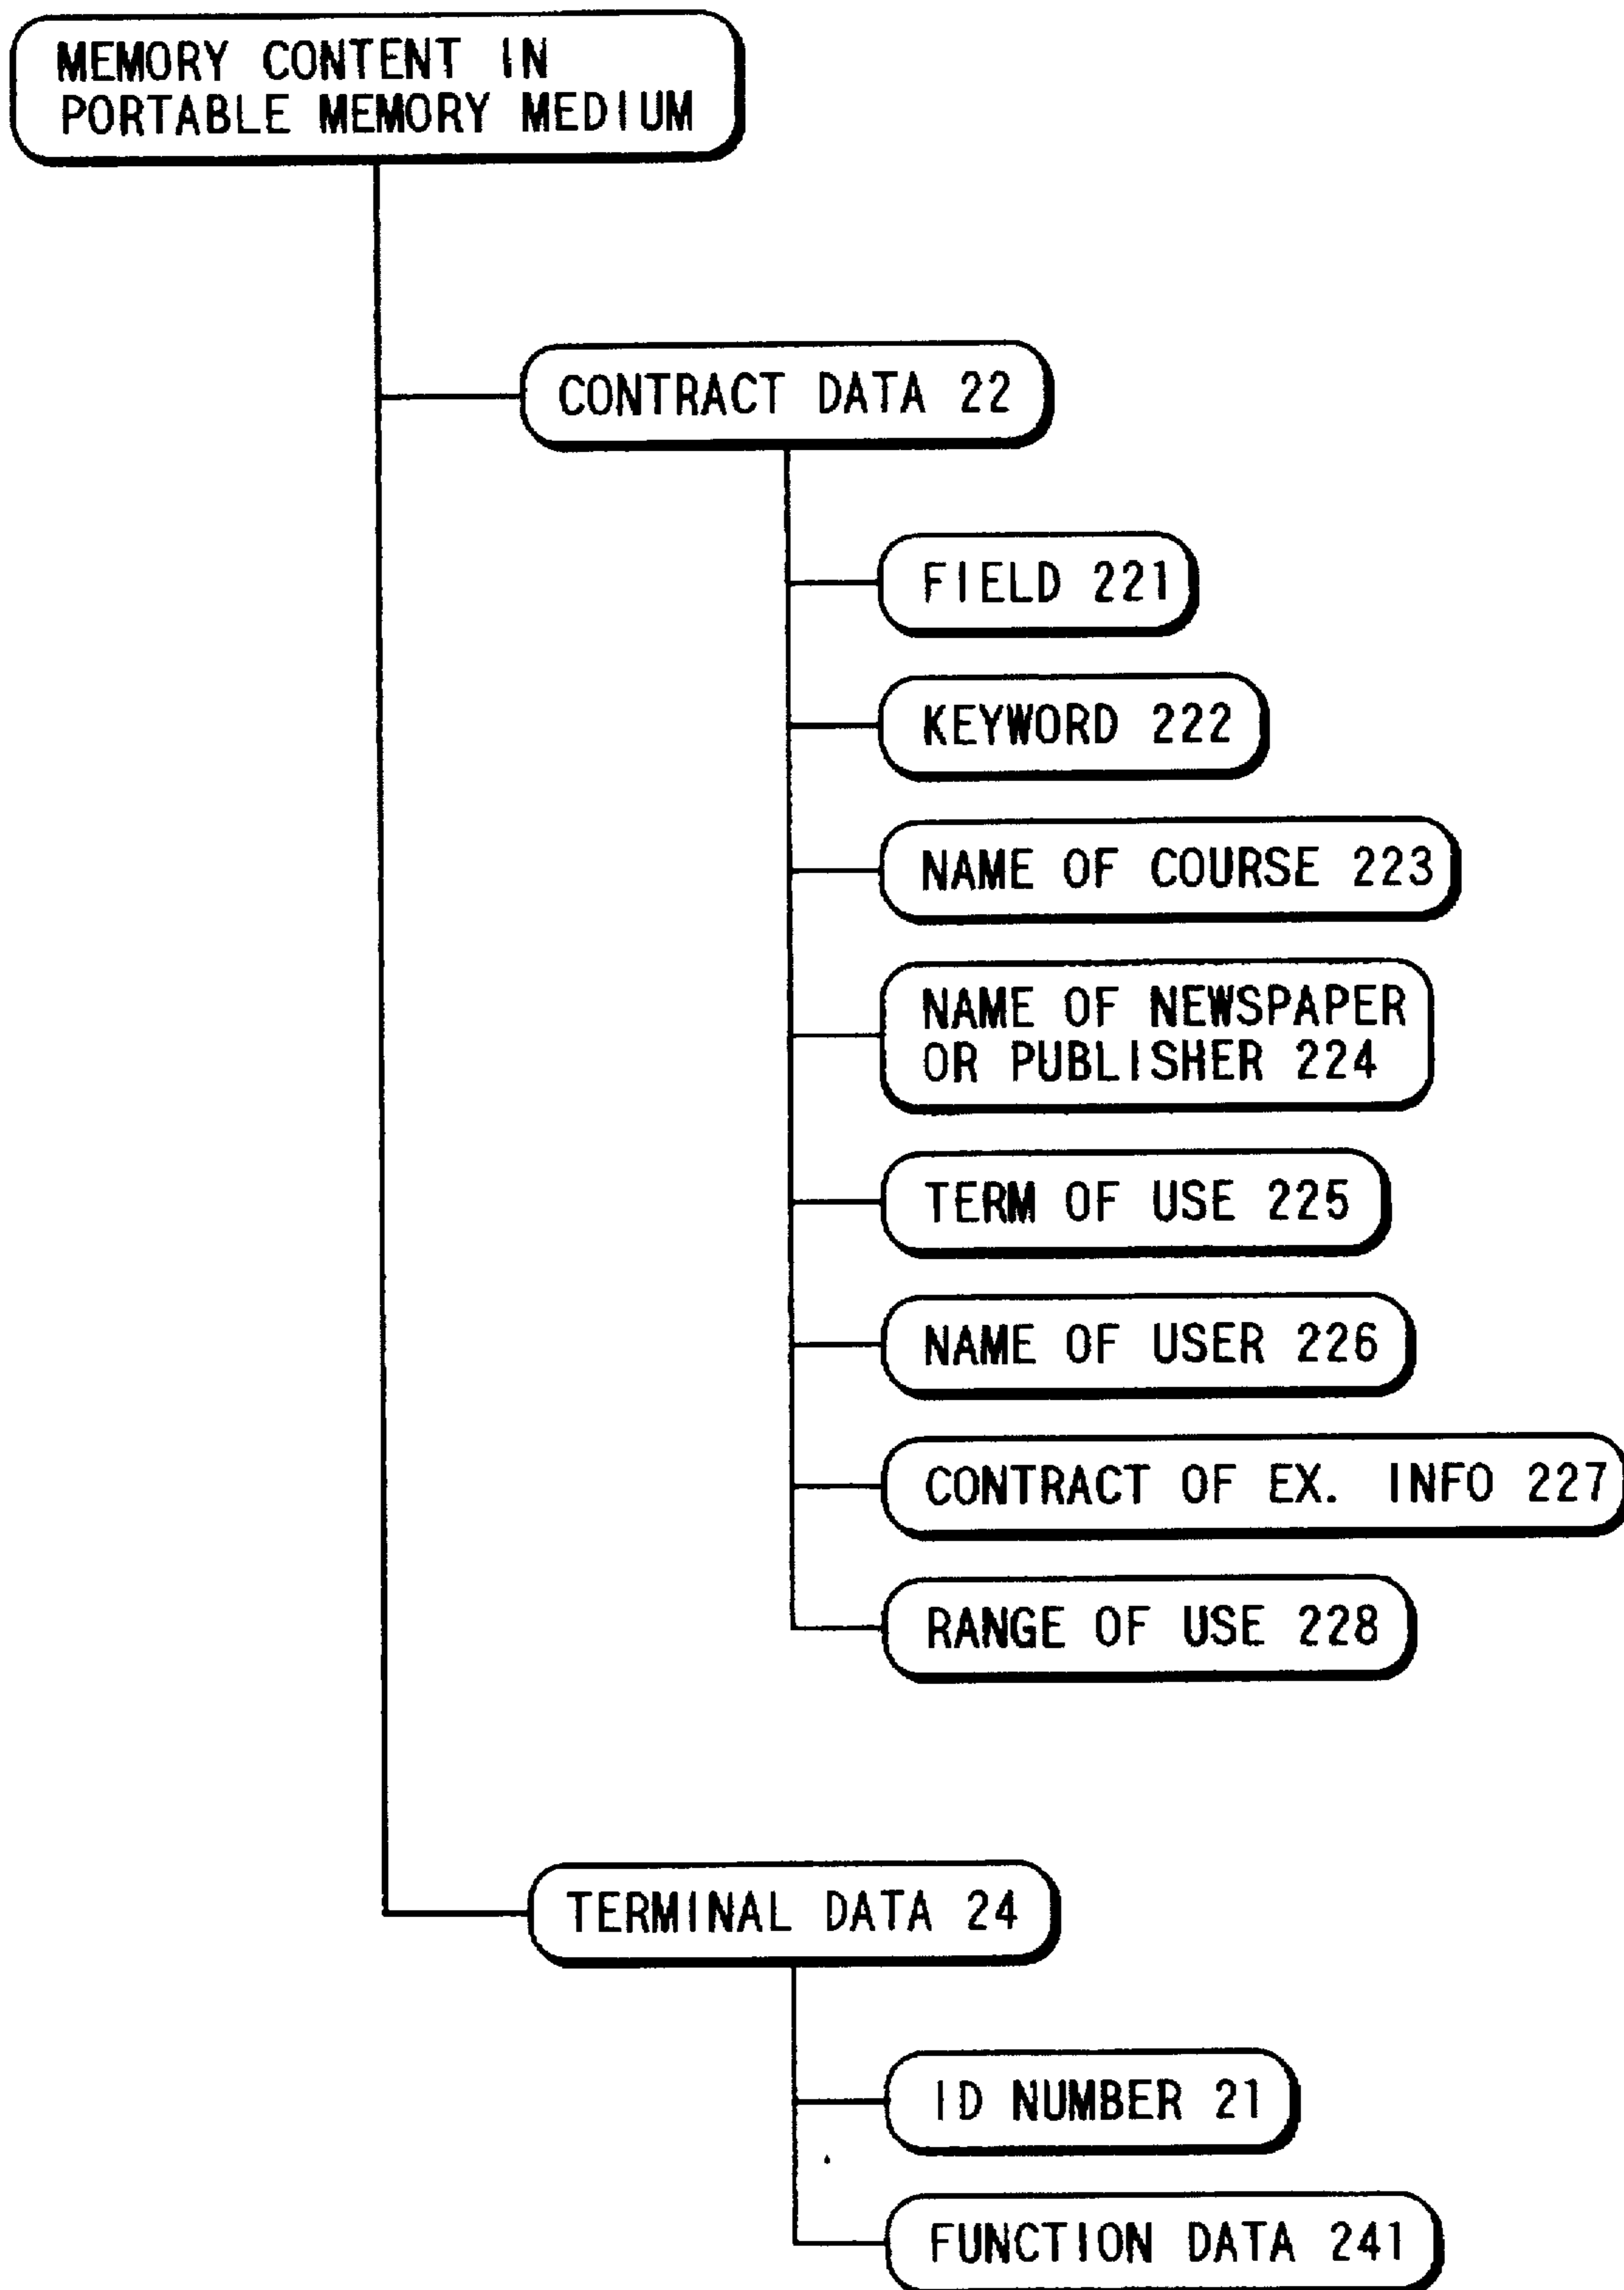 MEMORY CONTENT IN
PORTABLE MEMORY MEDIUM
CONTRACT DATA 22
FIELD 221
KEYWORD 222
NAME OF COURSE 223
NAME OF NEWSPAPER
OR PUBLISHER 224
TERM OF USE 225
NAME OF USER 226
CONTRACT OF EX. INFO 227
RANGE OF USE 228
TERMINAL DATA 24
ID NUMBER 21
FUNCTION DATA 241